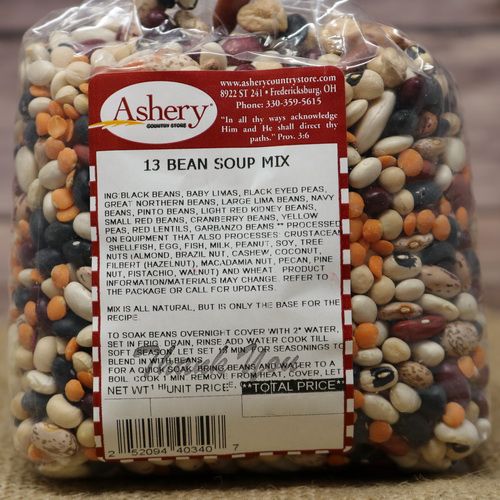 Ashery
COUNTRY STORE
www.asherycountrystore.com
8922 ST 241 • Fredericksburg, OH
Phone: 330-359-5615
"In all thy ways acknowledge
Him and He shall direct thy
paths." Prov. 3:6
13 BEAN SOUP MIX
ING BLACK BEANS, BABY LIMAS, BLACK EYED PEAS,
GREAT NORTHERN BEANS, LARGE LIMA BEANS, NAVY
BEANS, PINTO BEANS, LIGHT RED KIDNEY BEANS,
SMALL RED BEANS, CRANBERRY BEANS, YELLOW
PEAS, RED LENTILS, GARBANZO BEANS ** PROCESSED
ON EQUIPMENT THAT ALSO PROCESSES: CRUSTACEAN
SHELLFISH, EGG, FISH, MILK, PEANUT, SOY, TREE
NUTS (ALMOND, BRAZIL NUT, CASHEW, COCONUT,
FILBERT (HAZELNUT), MACADAMIA NUT, PECAN, PINE
NUT, PISTACHIO, WALNUT) AND WHEAT PRODUCT
INFORMATION/MATERIALS MAY CHANGE REFER TO
THE PACKAGE OR CALL FOR UPDATES.
MIX IS ALL NATURAL, BUT IS ONLY THE BASE FOR THE
RECIPE
TO SOAK BEANS OVERNIGHT COVER WITH 2" WATER,
SET IN FRIG, DRAIN, RINSE AND WATER COOK TILL
SOFT SEASON, LET SET 15 MIN FOR SEASONINGS TO
BLEND IN WITH BEANS
FOR A QUICK SOAK, BRING BEANS AND WATER TO A
BOIL. COOK 1 MIN. REMOVE FROM HEAT, COVER, LET
Thank You
NET WT UNIT PRICE **TOTAL PRICE**
2 52094 40340 7